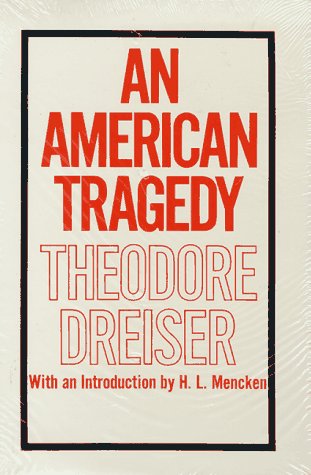 AN
AMERICAN
TRAGEDY
THEODORE
DREISER
With an Introduction by H. L. Mencken